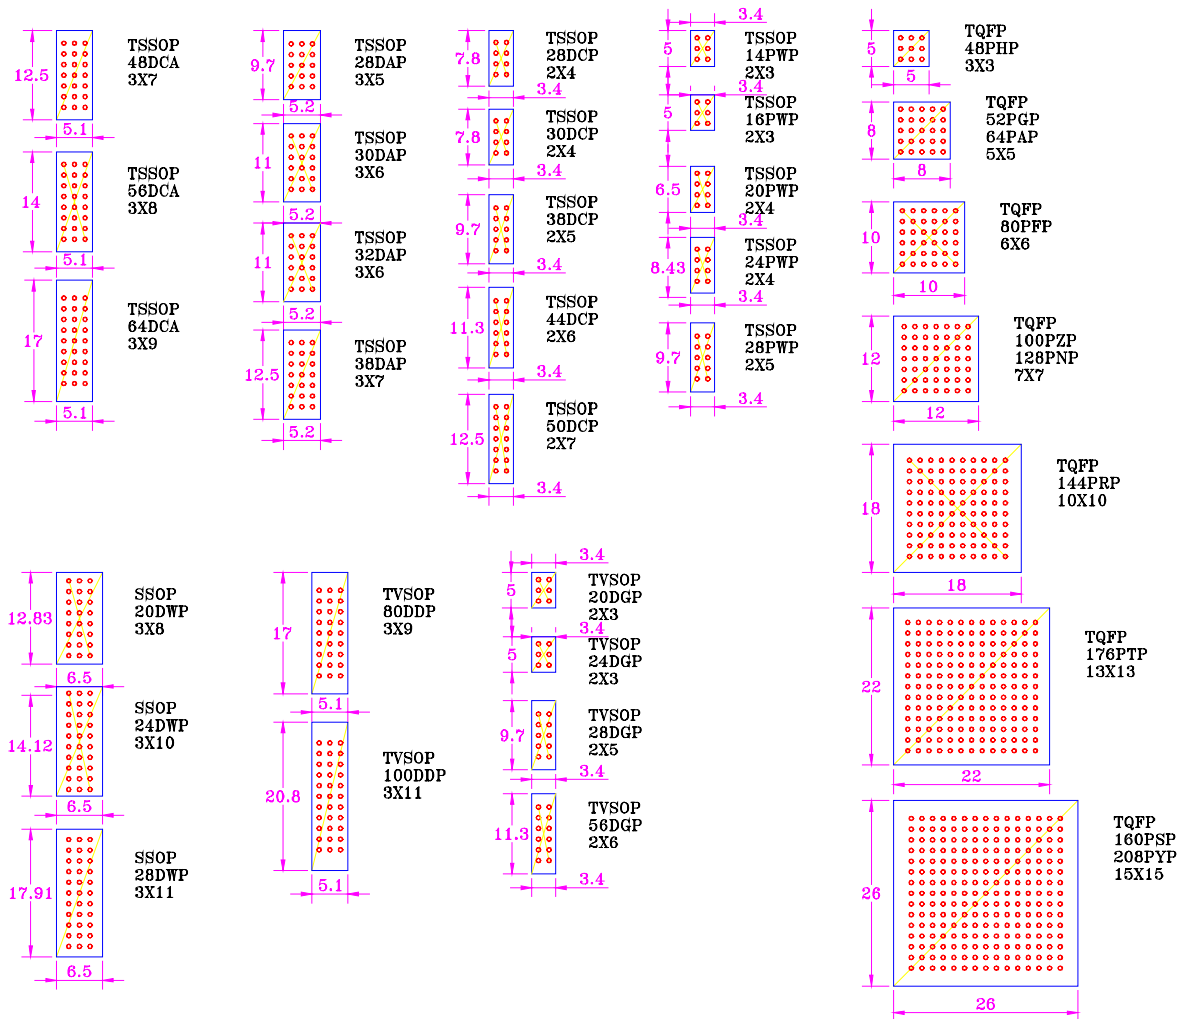 12.5
5.1
TSSOP
48DCA
3X7
14
5.1
TSSOP
56DCA
3X8
17
5.1
TSSOP
64DCA
3X9
9.7
5.2
TSSOP
28DAP
3X5
11
5.2
TSSOP
30DAP
3X6
11
5.2
TSSOP
32DAP
3X6
12.5
5.2
TSSOP
38DAP
3X7
7.8
3.4
TSSOP
28DCP
2X4
7.8
3.4
TSSOP
30DCP
2X4
9.7
3.4
TSSOP
38DCP
2X5
11.3
3.4
TSSOP
44DCP
2X6
12.5
3.4
TSSOP
50DCP
2X7
3.4
5
TSSOP
14PWP
2X3
3.4
5
TSSOP
16PWP
2X3
6.5
3.4
TSSOP
20PWP
2X4
8.43
3.4
TSSOP
24PWP
2X4
9.7
3.4
TSSOP
28PWP
2X5
5
5
TQFP
48PHP
3X3
8
8
TQFP
52PGP
64PAP
5X5
10
10
TQFP
80PFP
6X6
12
12
TQFP
100PZP
128PNP
7X7
18
18
TQFP
144PRP
10X10
22
22
TQFP
176PTP
13X13
26
26
TQFP
160PSP
208PYP
15X15
12.83
6.5
SSOP
20DWP
3X8
14.12
6.5
SSOP
24DWP
3X10
17.91
6.5
SSOP
28DWP
3X11
17
5.1
TVSOP
80DDP
3X9
20.8
5.1
TVSOP
100DDP
3X11
3.4
5
TVSOP
20DGP
2X3
3.4
5
TVSOP
24DGP
2X3
9.7
3.4
TVSOP
28DGP
2X5
11.3
3.4
TVSOP
56DGP
2X6